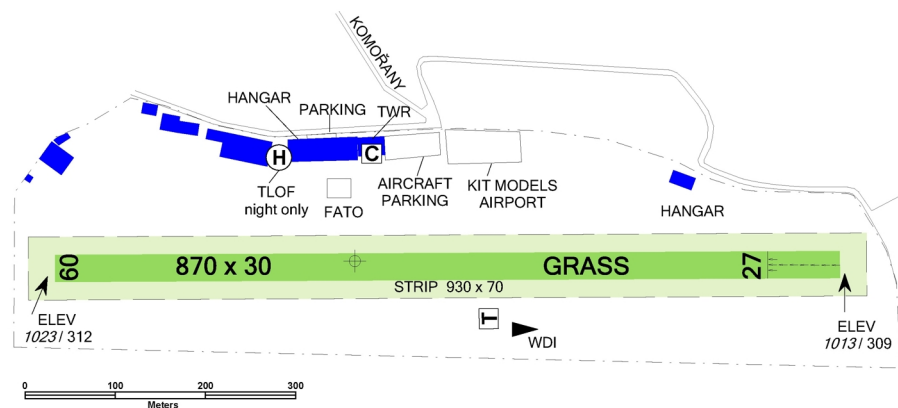 KOMOŘANY
HANGAR
PARKING
TWR
H
C
TLOF
night only
FATO
AIRCRAFT
PARKING
KIT MODELS
AIRPORT
HANGAR
09
870 x 30
GRASS
27
STRIP 930 x 70
ELEV
1023 / 312
T
WDI
ELEV
1013 / 309
0 100 200 300
Meters